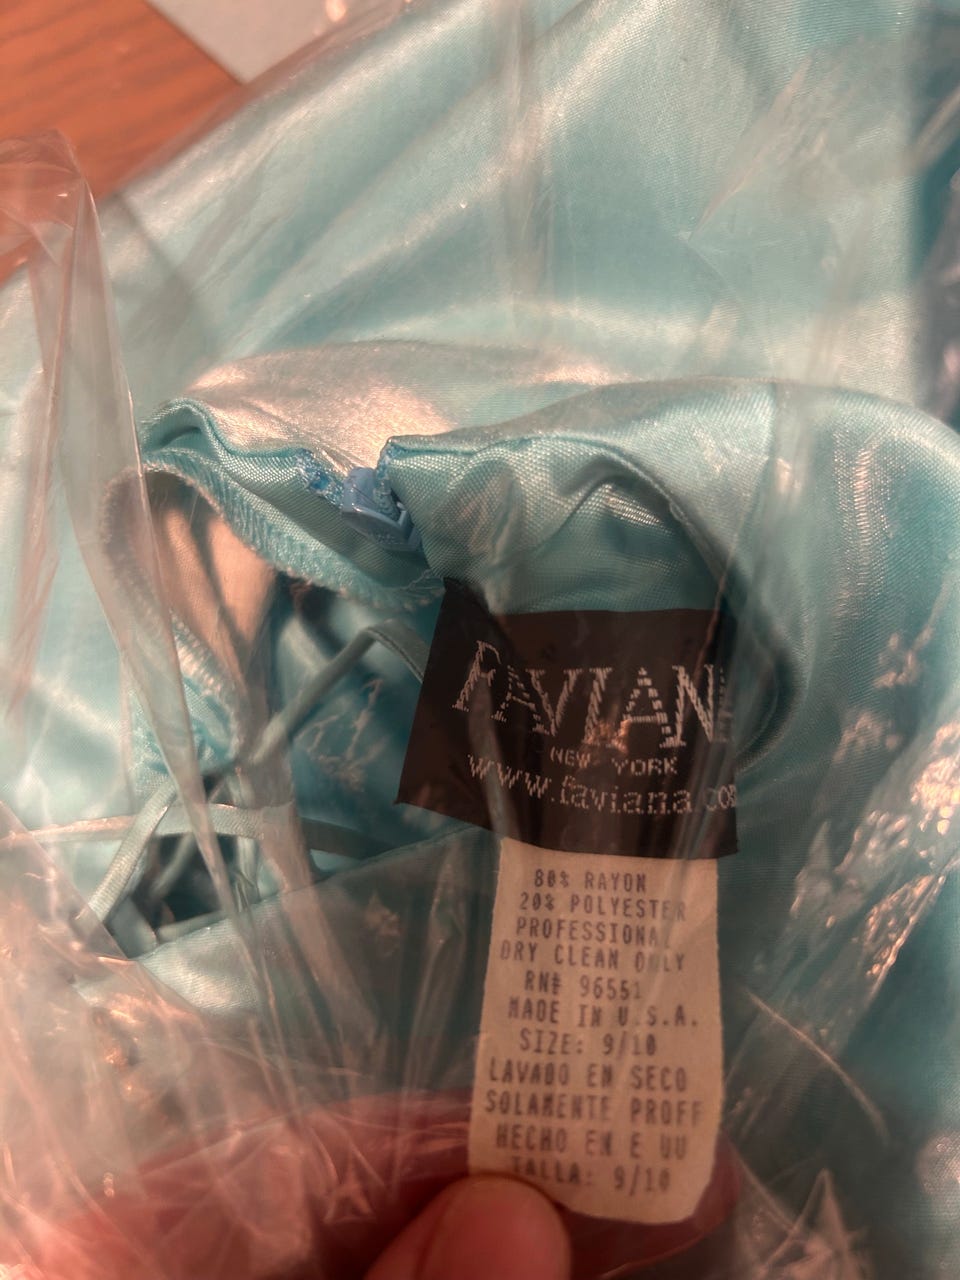 FAVIAN
NEW YORK
www.faviana.co
80% RAYON
20% POLYESTER
PROFESSIONAL
DRY CLEAN ONLY
RN# 96551
MADE IN U.S.A.
SIZE: 9/10
LAVADO EN SECO
SOLAMENTE PROFF
HECHO EN E UU
TALLA: 9/10